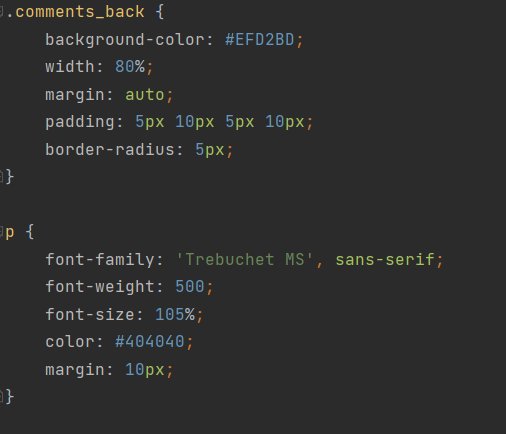 .comments_back {
    background-color: #EFD2BD;
    width: 80%;
    margin: auto;
    padding: 5px 10px 5px 10px;
    border-radius: 5px;
}

p {
    font-family: 'Trebuchet MS', sans-serif;
    font-weight: 500;
    font-size: 105%;
    color: #404040;
    margin: 10px;
}